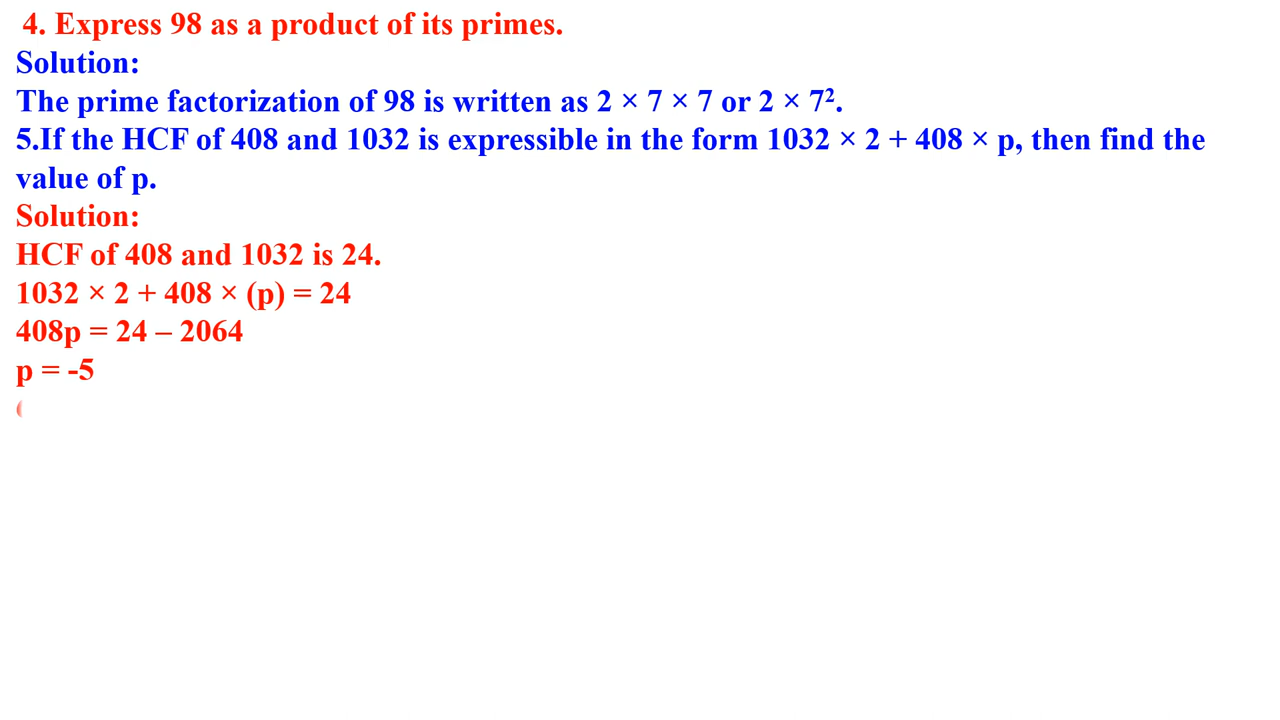 4. Express 98 as a product of its primes.
Solution:
The prime factorization of 98 is written as 2 × 7 × 7 or 2 × 7².
5.If the HCF of 408 and 1032 is expressible in the form 1032 × 2 + 408 × p, then find the
value of p.
Solution:
HCF of 408 and 1032 is 24.
1032 × 2 + 408 × (p) = 24
408p = 24 – 2064
p = -5